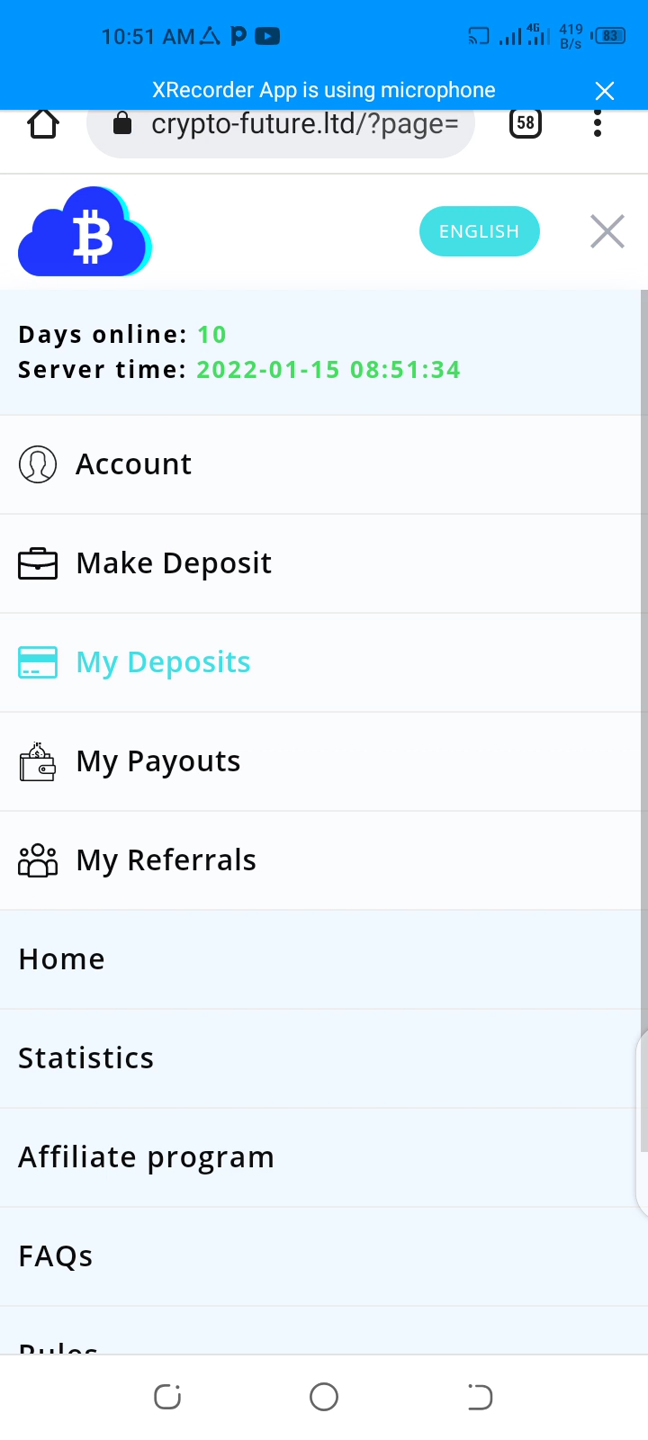 10:51 AM
4G
419 B/s
83
XRecorder App is using microphone
crypto-future.ltd/?page=
58
ENGLISH
Days online: 10
Server time: 2022-01-15 08:51:34
Account
Make Deposit
My Deposits
My Payouts
My Referrals
Home
Statistics
Affiliate program
FAQs
Rules